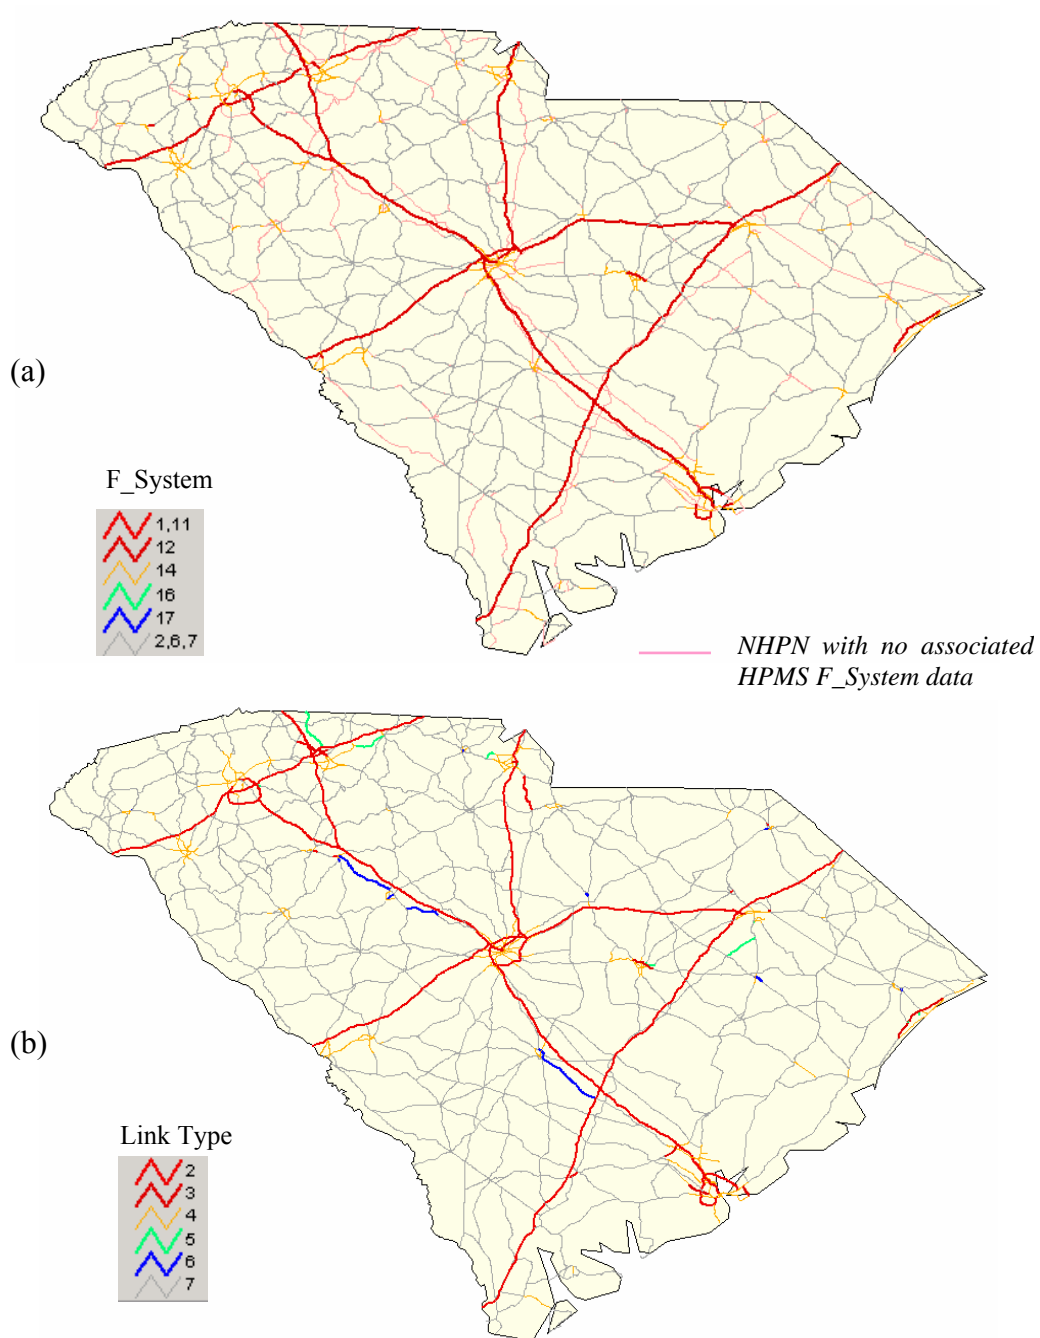 (a)
F_System
1,11
12
14
16
17
2,6,7
NHPN with no associated
HPMS F_System data
(b)
Link Type
2
3
4
5
6
7